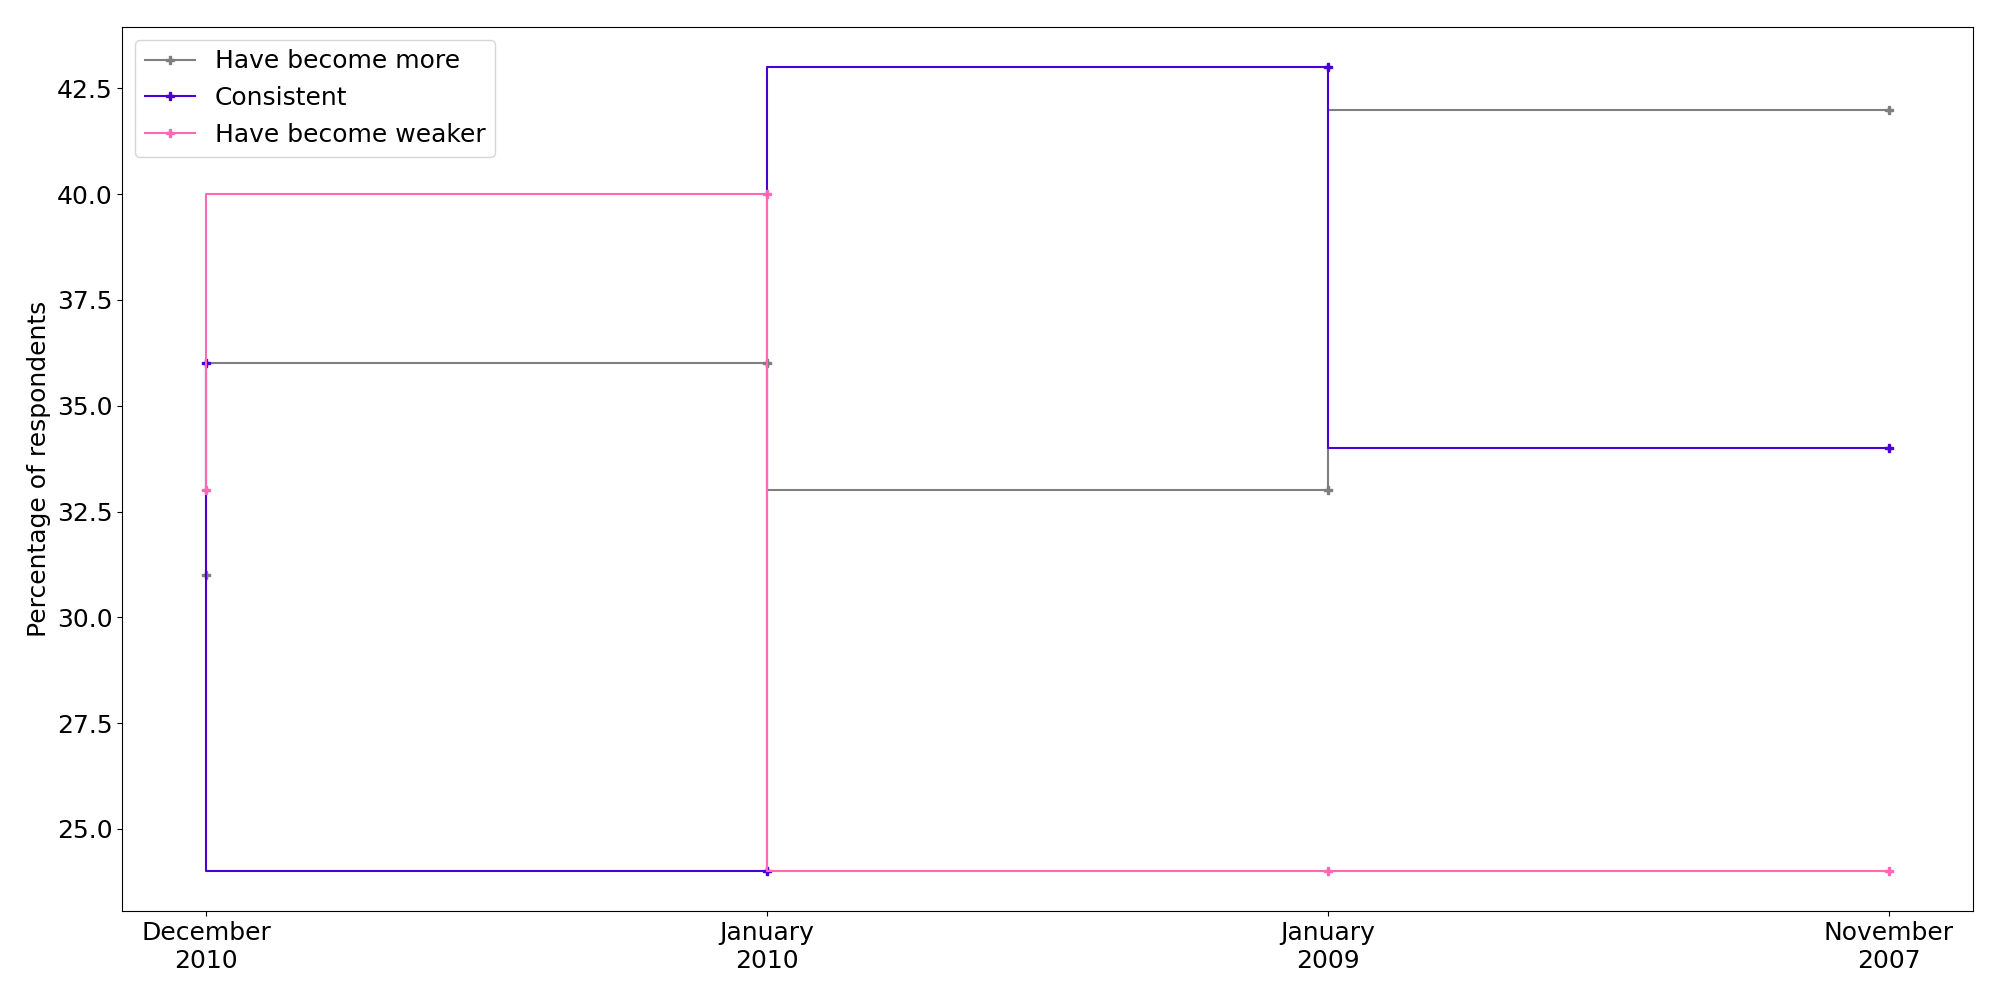 Have become more
Consistent
Have become weaker
Percentage of respondents
42.5
40.0
37.5
35.0
32.5
30.0
27.5
25.0
December
2010
January
2010
January
2009
November
2007